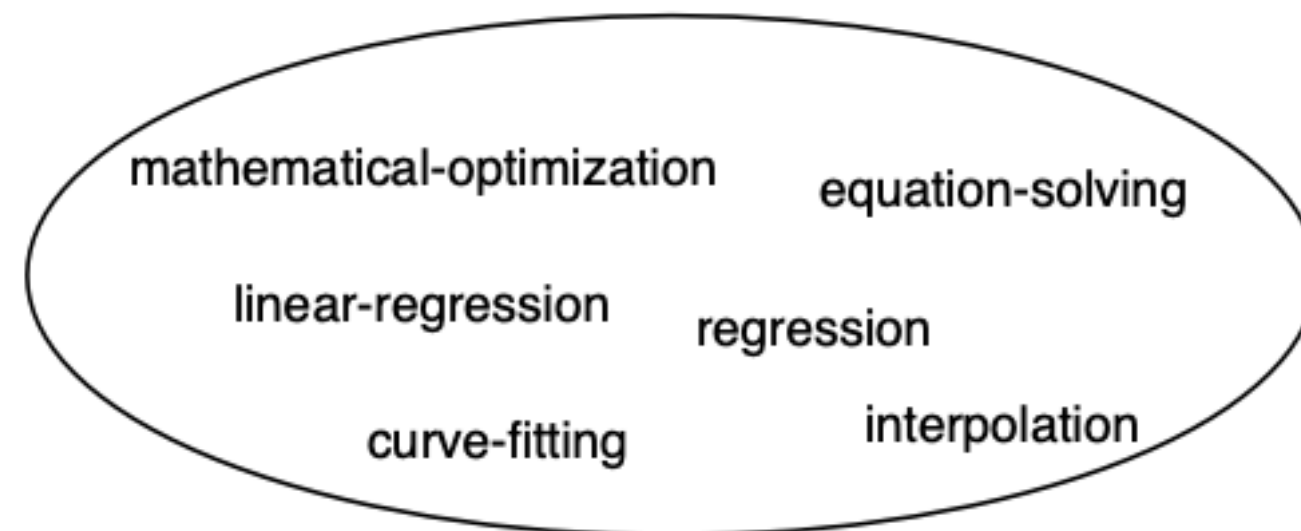 mathematical-optimization
equation-solving
linear-regression
regression
curve-fitting
interpolation